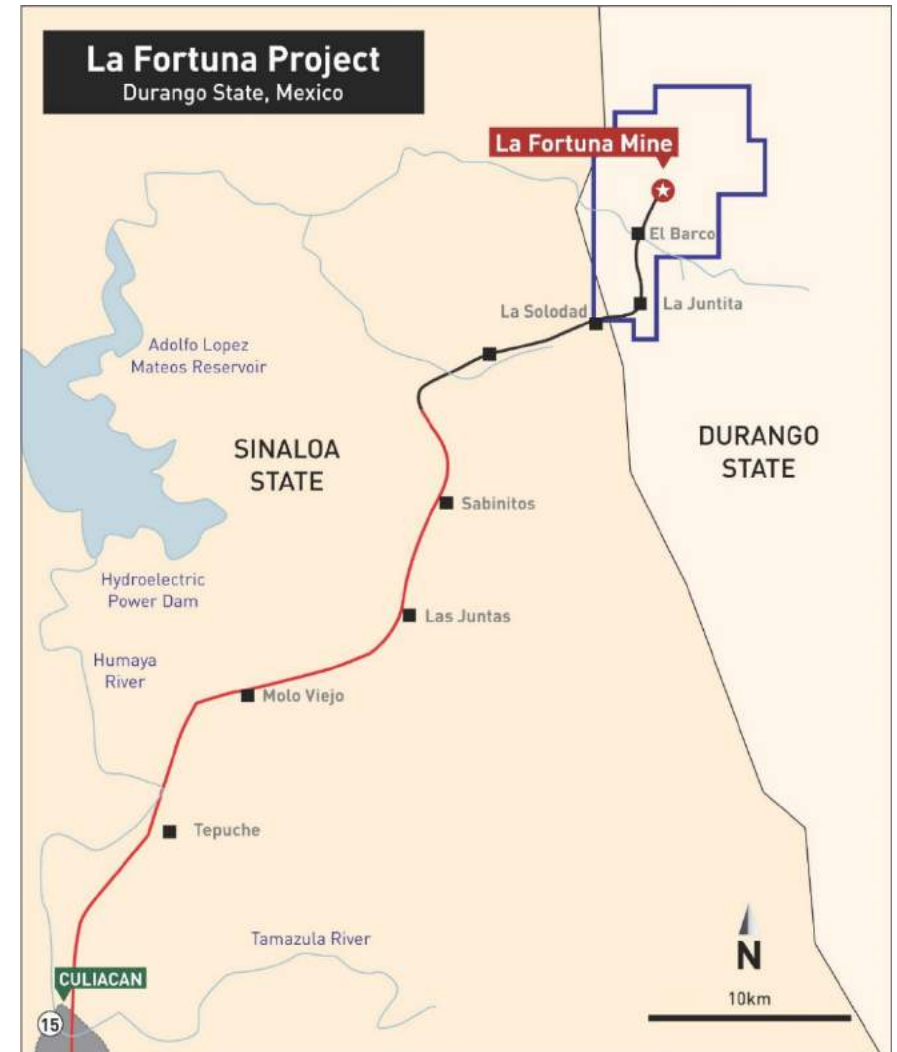 La Fortuna Project
Durango State, Mexico
La Fortuna Mine
El Barco
La Juntita
La Solodad
Adolfo Lopez
Mateos Reservoir
SINALOA
STATE
DURANGO
STATE
Sabinitos
Hydroelectric
Power Dam
Las Juntas
Humaya
River
Molo Viejo
Tepuche
Tamazula River
CULIACAN
15
N
10km